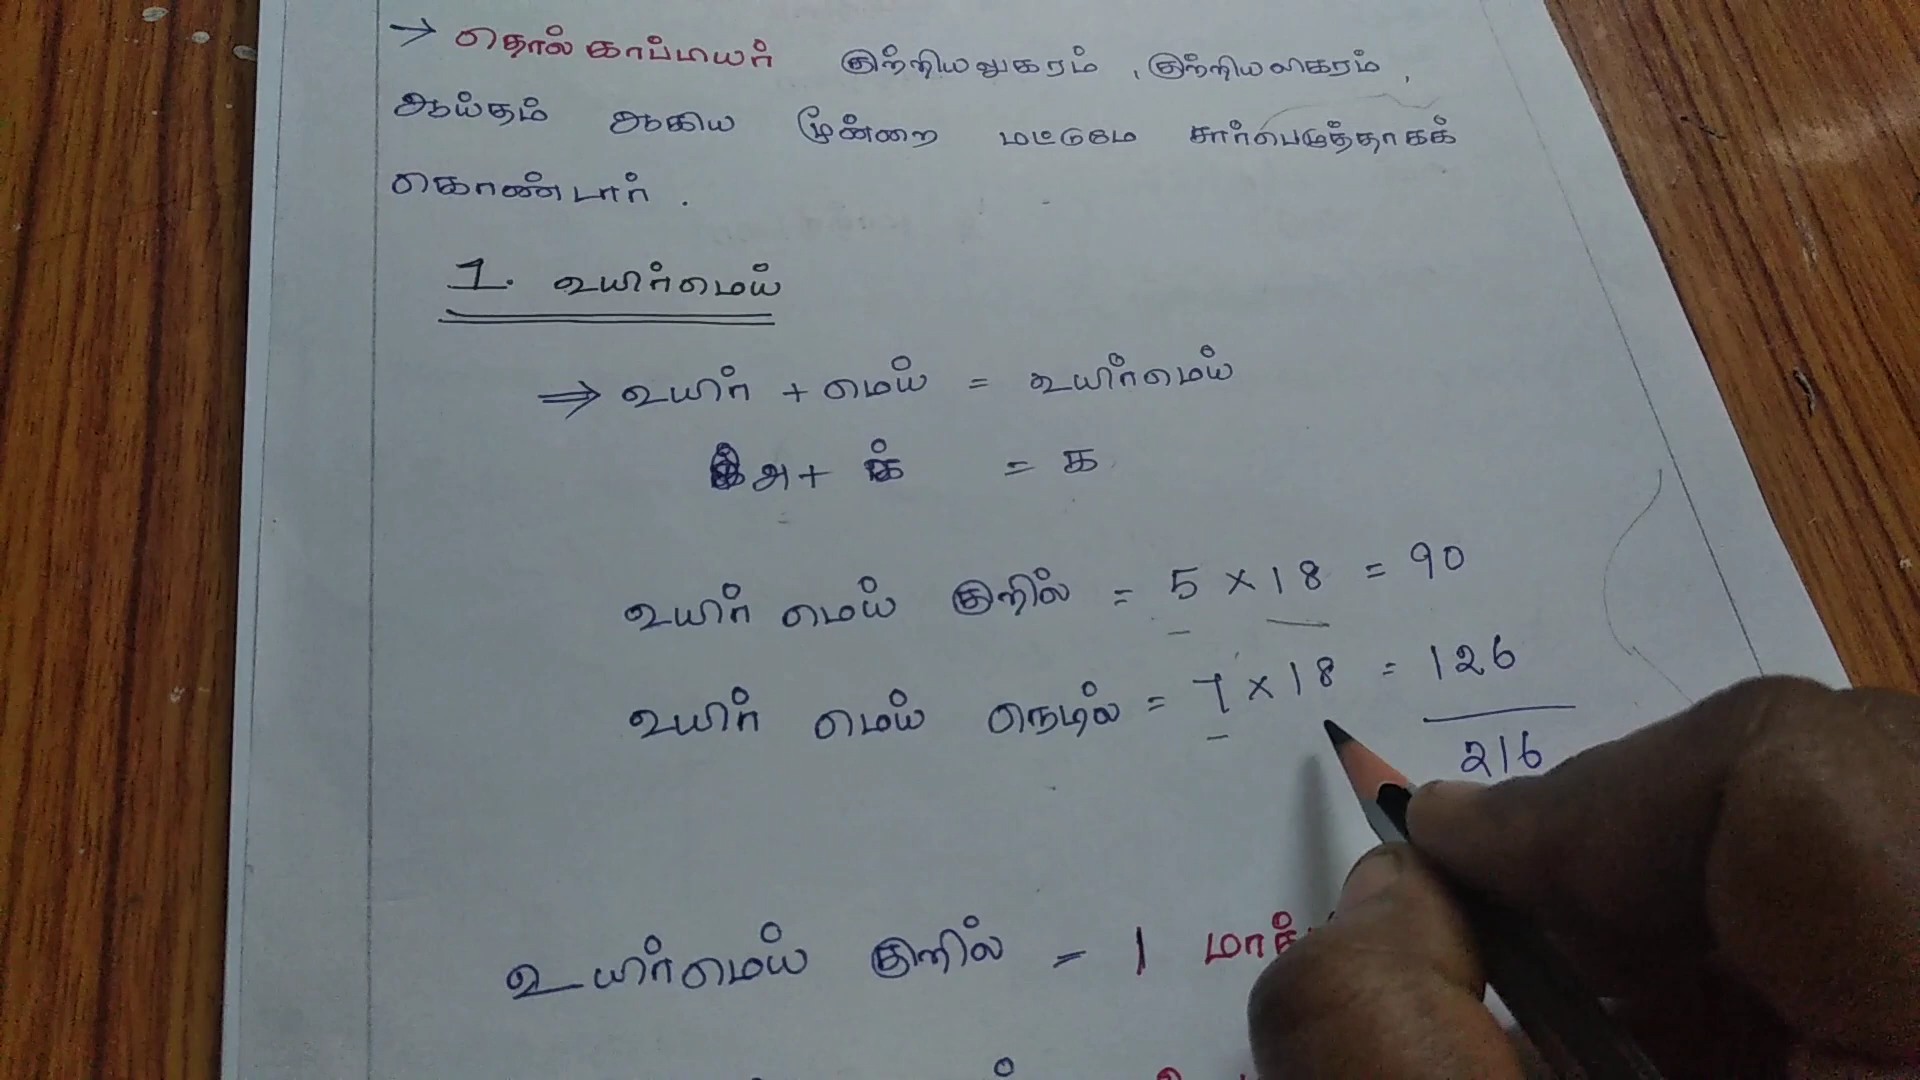 → தொல்காப்பியர் குற்றியலுகரம், குற்றியலிகரம்,
ஆய்தம் ஆகிய மூன்றை மட்டுமே சார்பெழுத்தாகக்
கொண்டார்.
1. உயிர்மெய்
⇒ உயிர் + மெய் = உயிர்மெய்
அ + க் = க
உயிர் மெய் குறில் = 5 × 18 = 90
உயிர் மெய் நெடில் = 7 × 18 = 126
216
உயிர்மெய் குறில் = 1